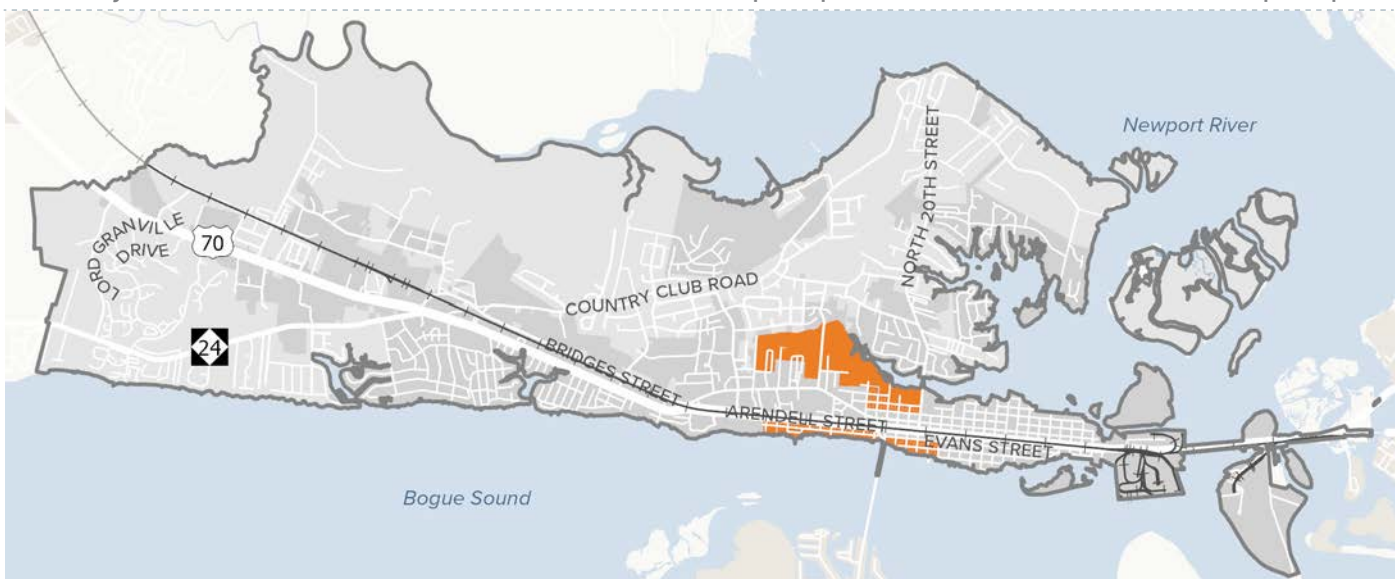 Newport River
NORTH 20TH STREET
LORD GRANVILLE
DRIVE
70
COUNTRY CLUB ROAD
24
BRIDGES STREET
ARENDELL STREET
EVANS STREET
Bogue Sound